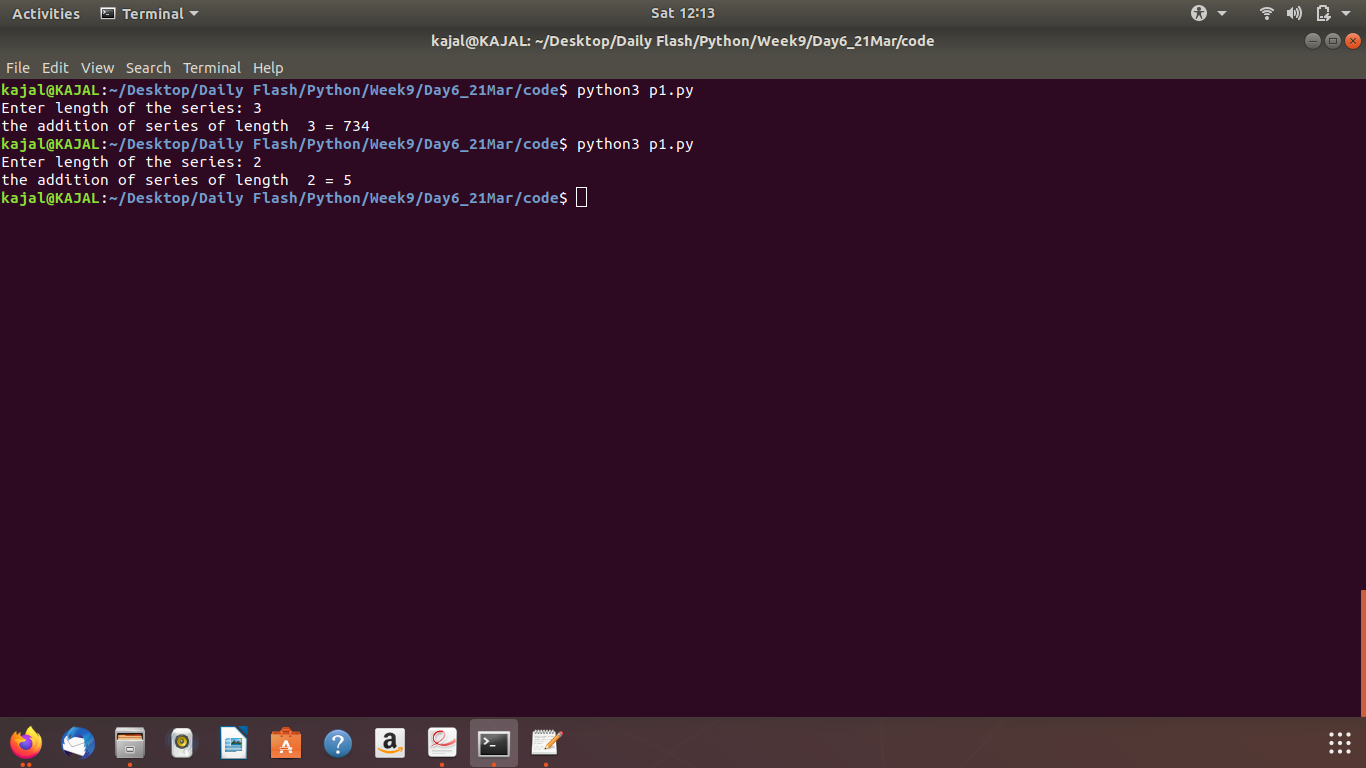 Activities Terminal Sat 12:13
kajal@KAJAL: ~/Desktop/Daily Flash/Python/Week9/Day6_21Mar/code
File Edit View Search Terminal Help
kajal@KAJAL:~/Desktop/Daily Flash/Python/Week9/Day6_21Mar/code$ python3 p1.py
Enter length of the series: 3
the addition of series of length  3 = 734
kajal@KAJAL:~/Desktop/Daily Flash/Python/Week9/Day6_21Mar/code$ python3 p1.py
Enter length of the series: 2
the addition of series of length  2 = 5
kajal@KAJAL:~/Desktop/Daily Flash/Python/Week9/Day6_21Mar/code$